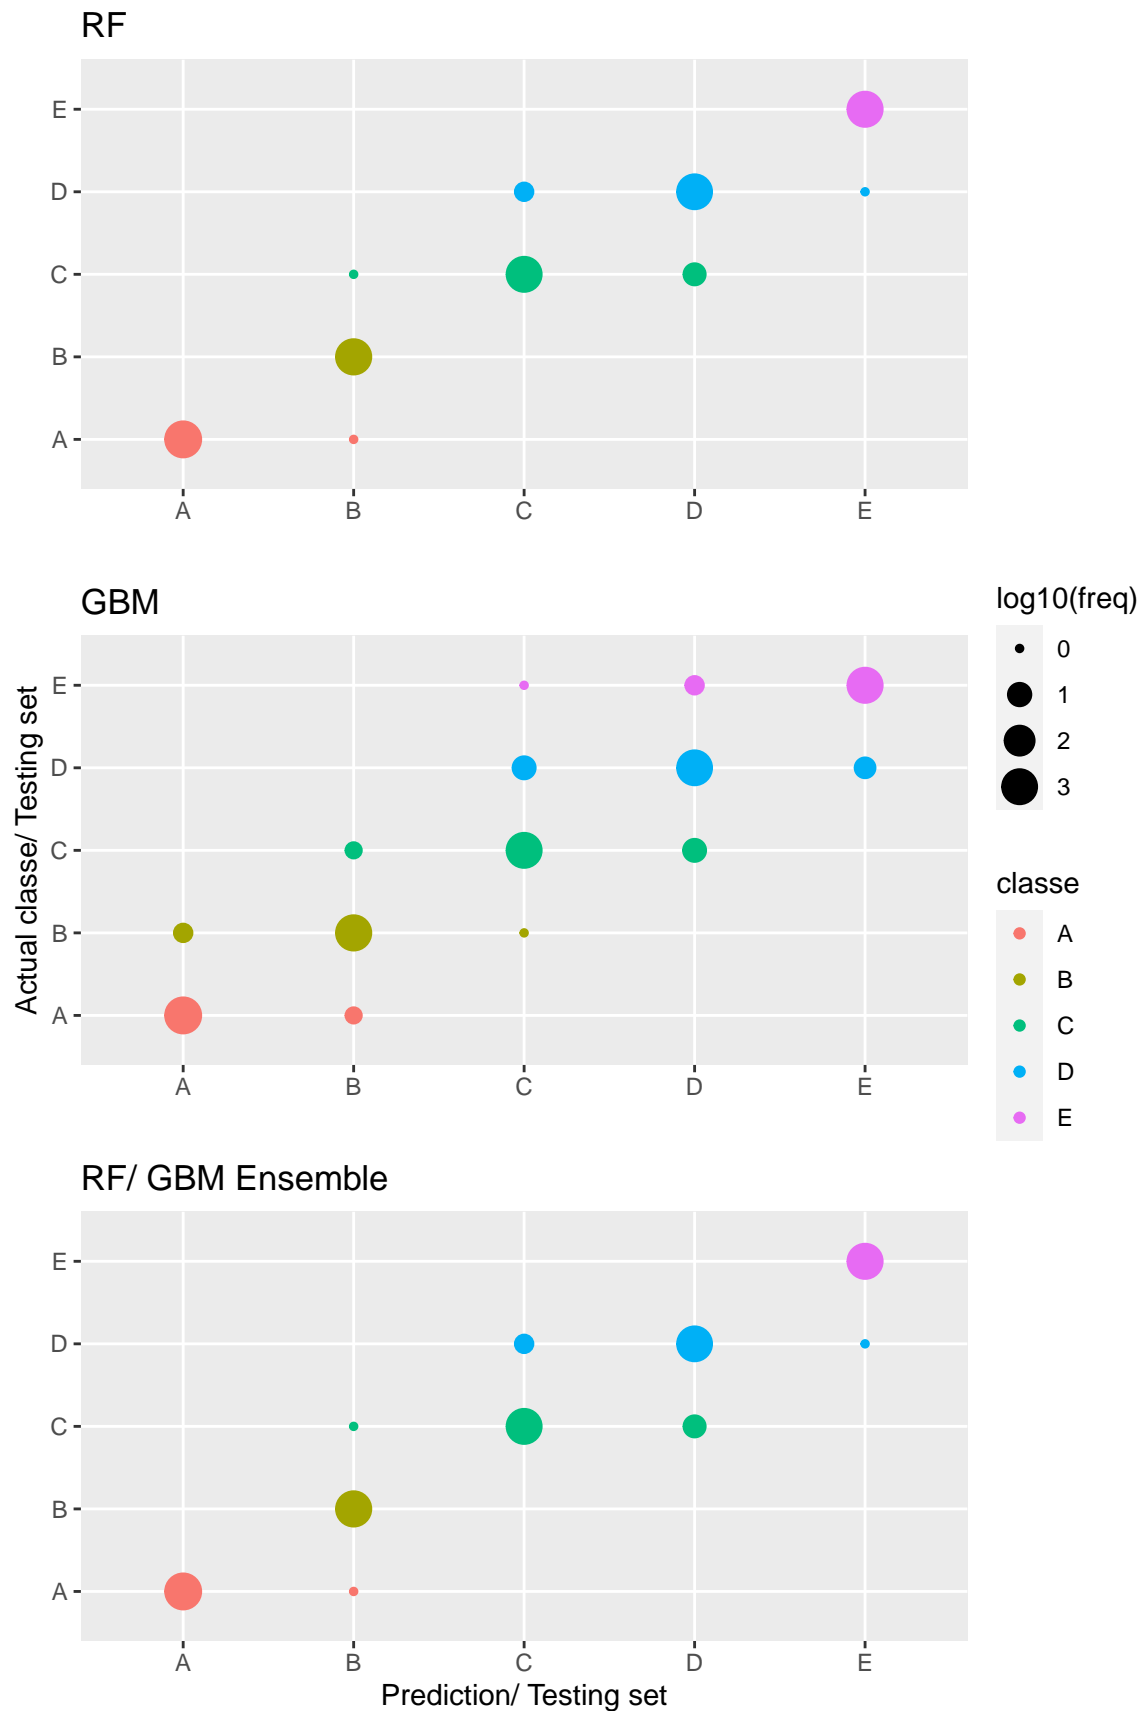 RF
E
D
C
B
A
A B C D E
GBM
E
D
C
B
A
A B C D E
Actual classe/ Testing set
log10(freq)
0
1
2
3
classe
A
B
C
D
E
RF/ GBM Ensemble
E
D
C
B
A
A B C D E
Prediction/ Testing set